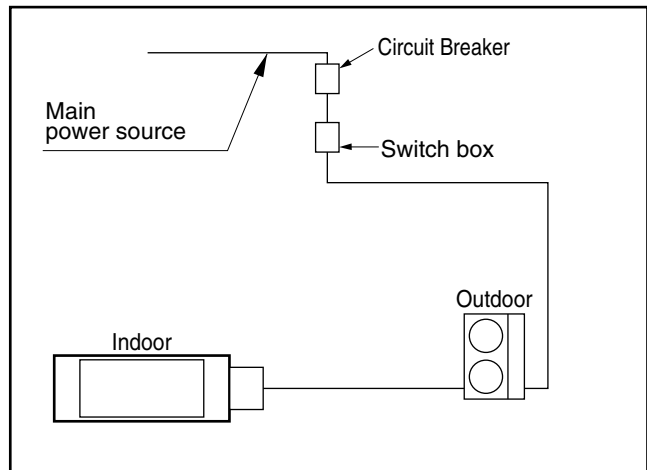 Circuit Breaker
Main
power source
Switch box
Outdoor
Indoor